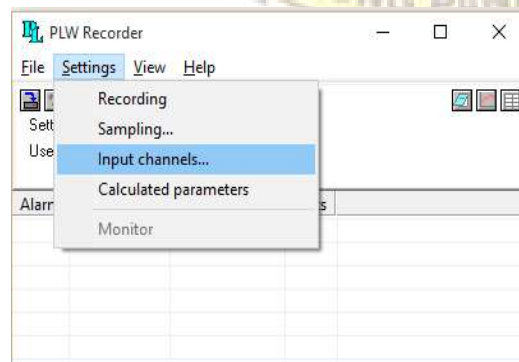 PLW Recorder
File Settings View Help
Recording
Sampling...
Input channels...
Calculated parameters
Monitor